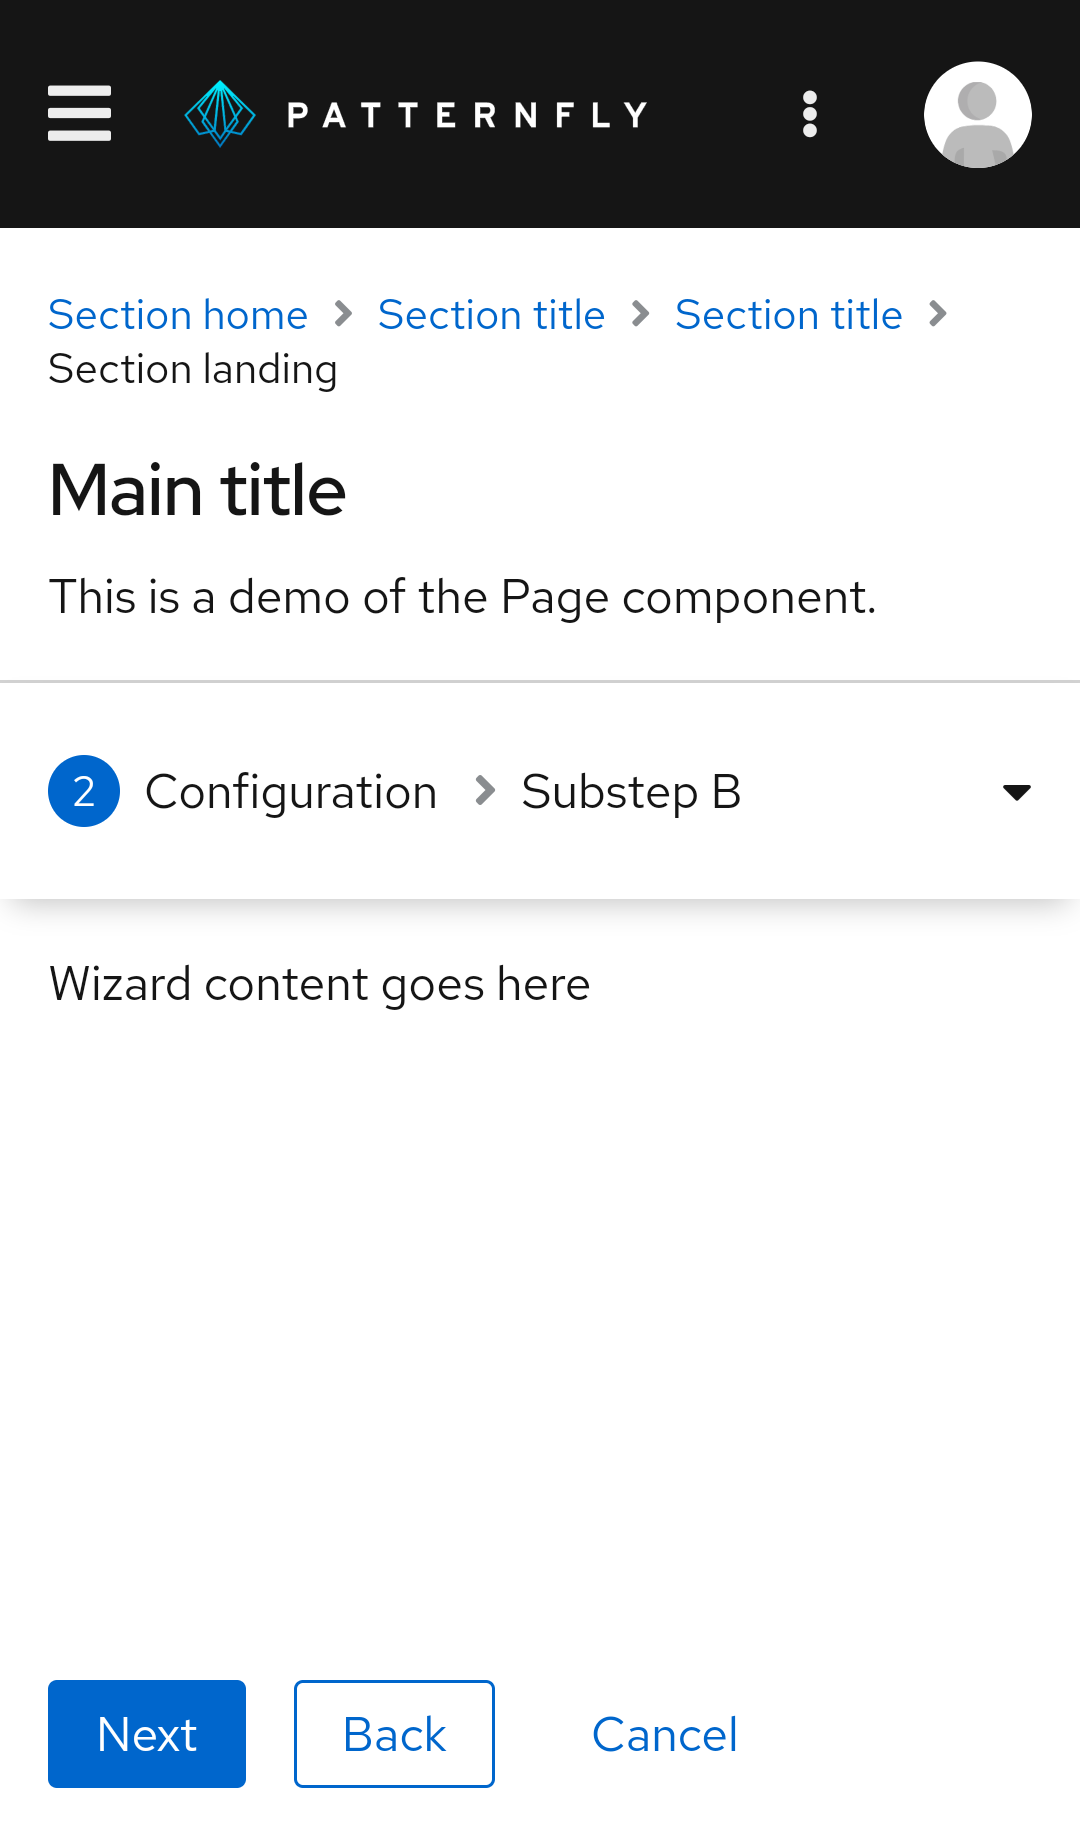 PATTERNFLY
Section home Section title Section title
Section landing
Main title
This is a demo of the Page component.
2 Configuration Substep B
Wizard content goes here
Next Back Cancel